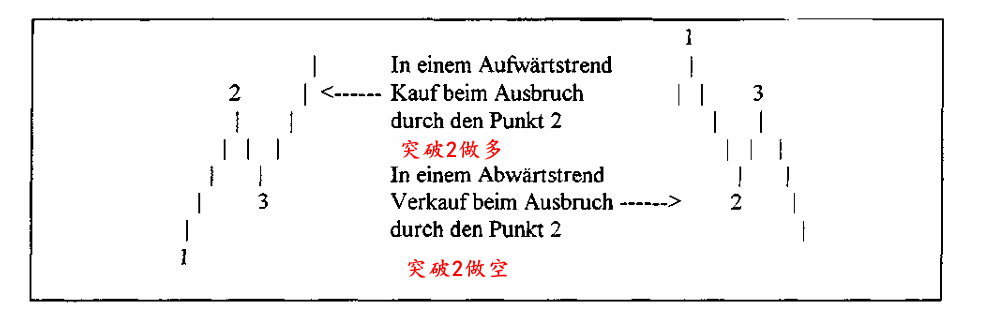 1
In einem Aufwärtstrend
2 <------ Kauf beim Ausbruch 3
durch den Punkt 2
突破2做多
In einem Abwärtstrend
3 Verkauf beim Ausbruch ------> 2
durch den Punkt 2
1
突破2做空